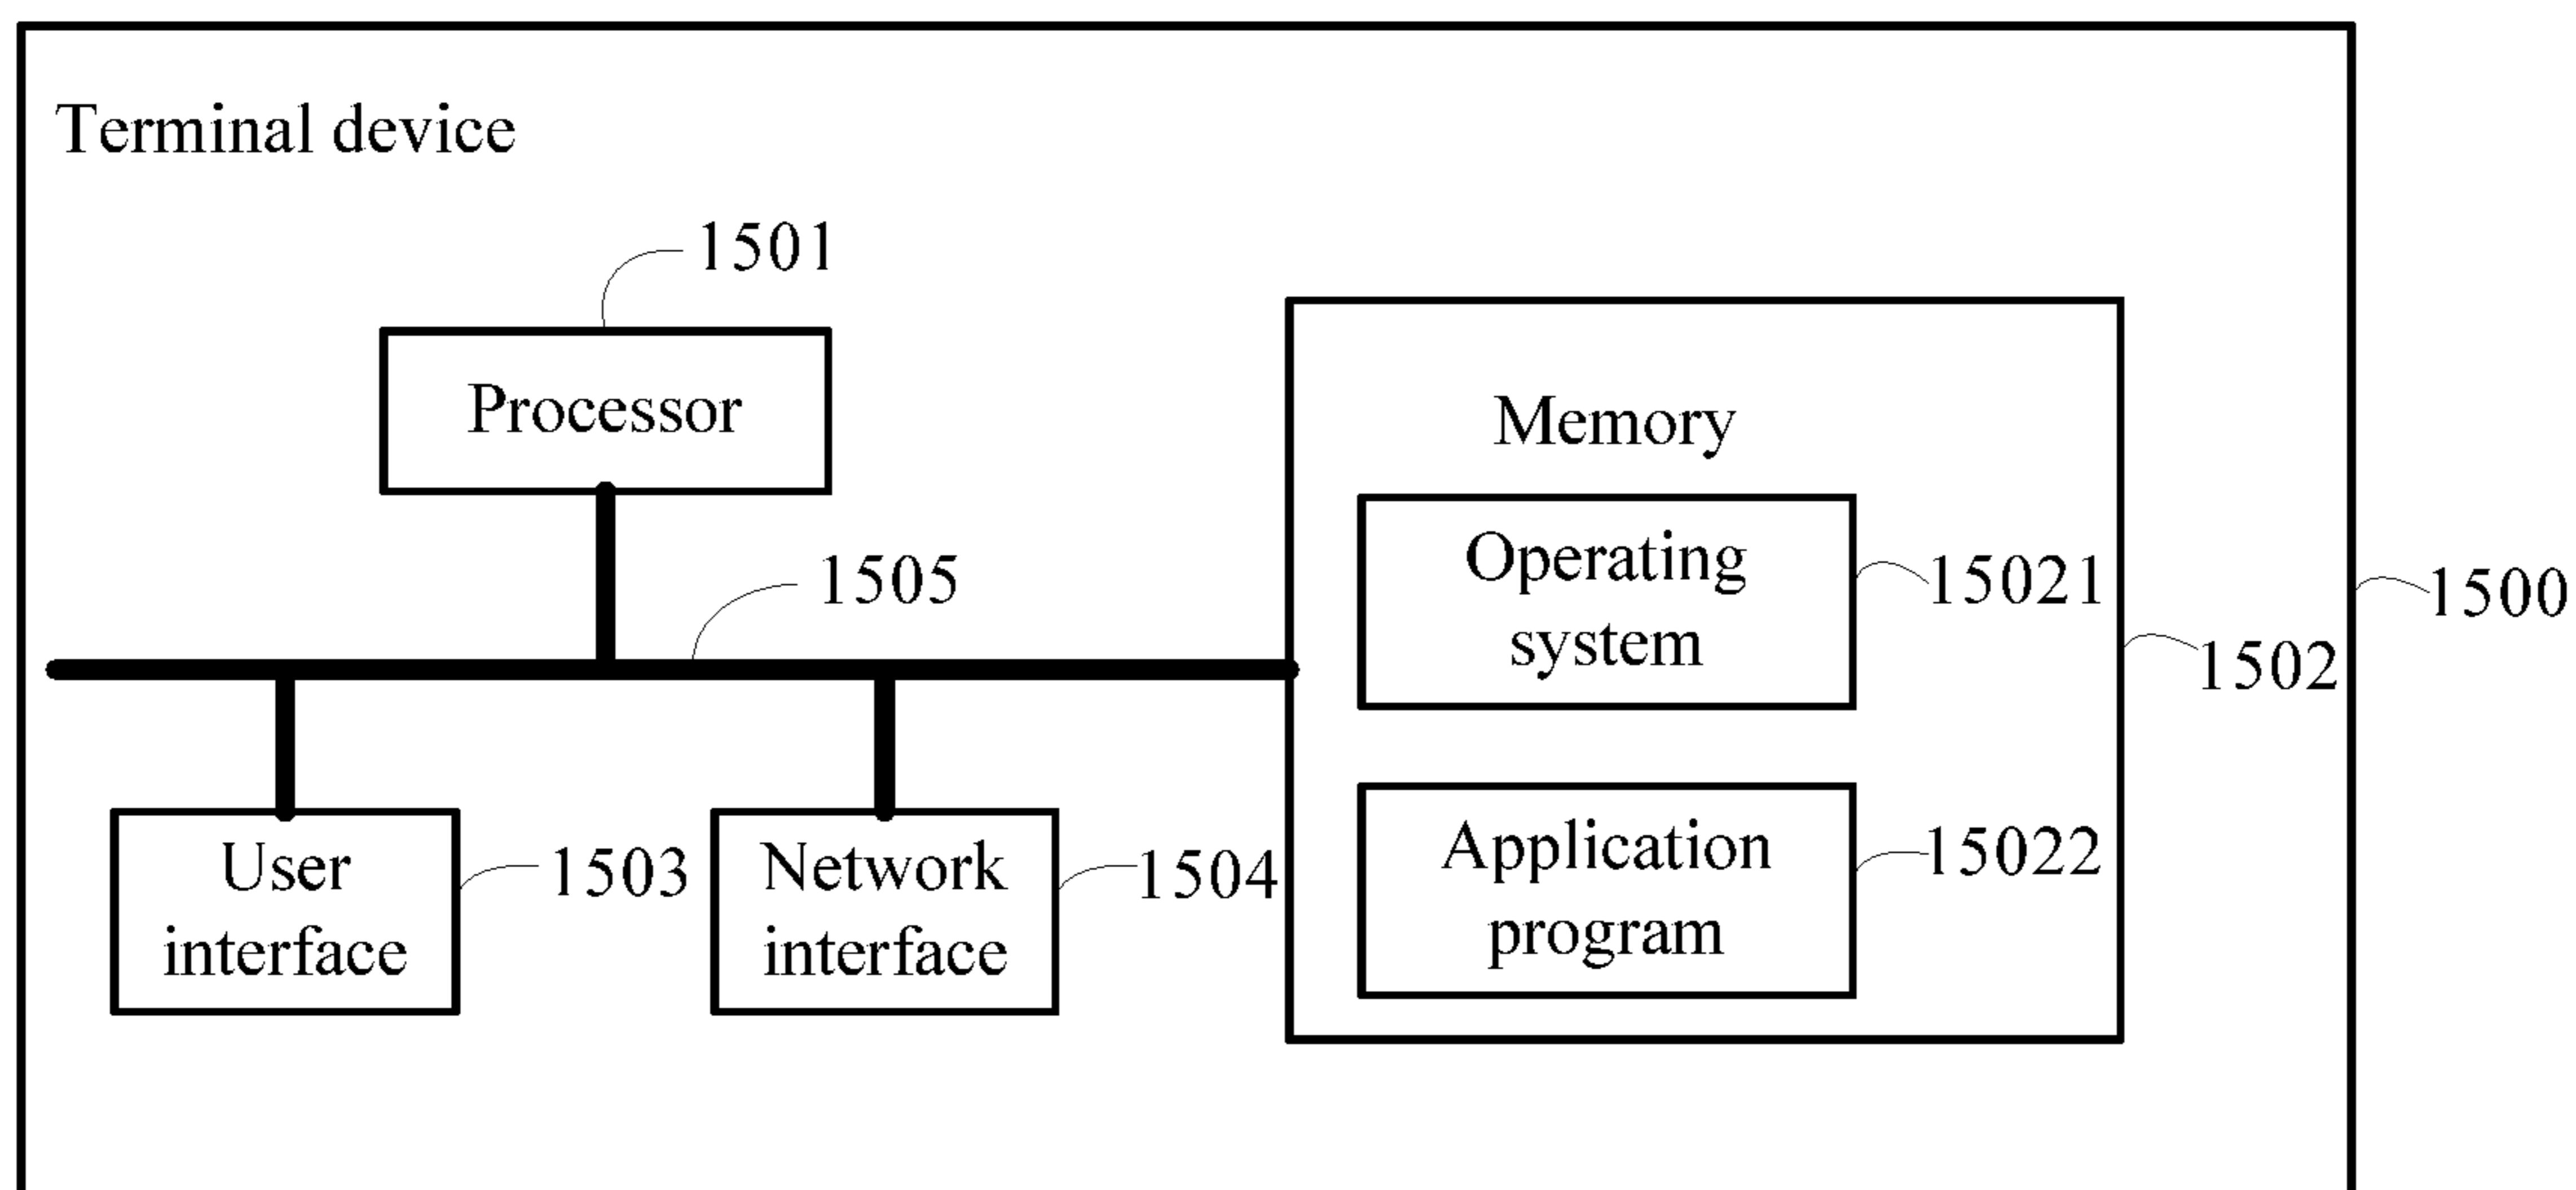 Terminal device
1501
Processor
Memory
1505
Operating
system
15021
1500
1502
User
interface
1503
Network
interface
1504
Application
program
15022